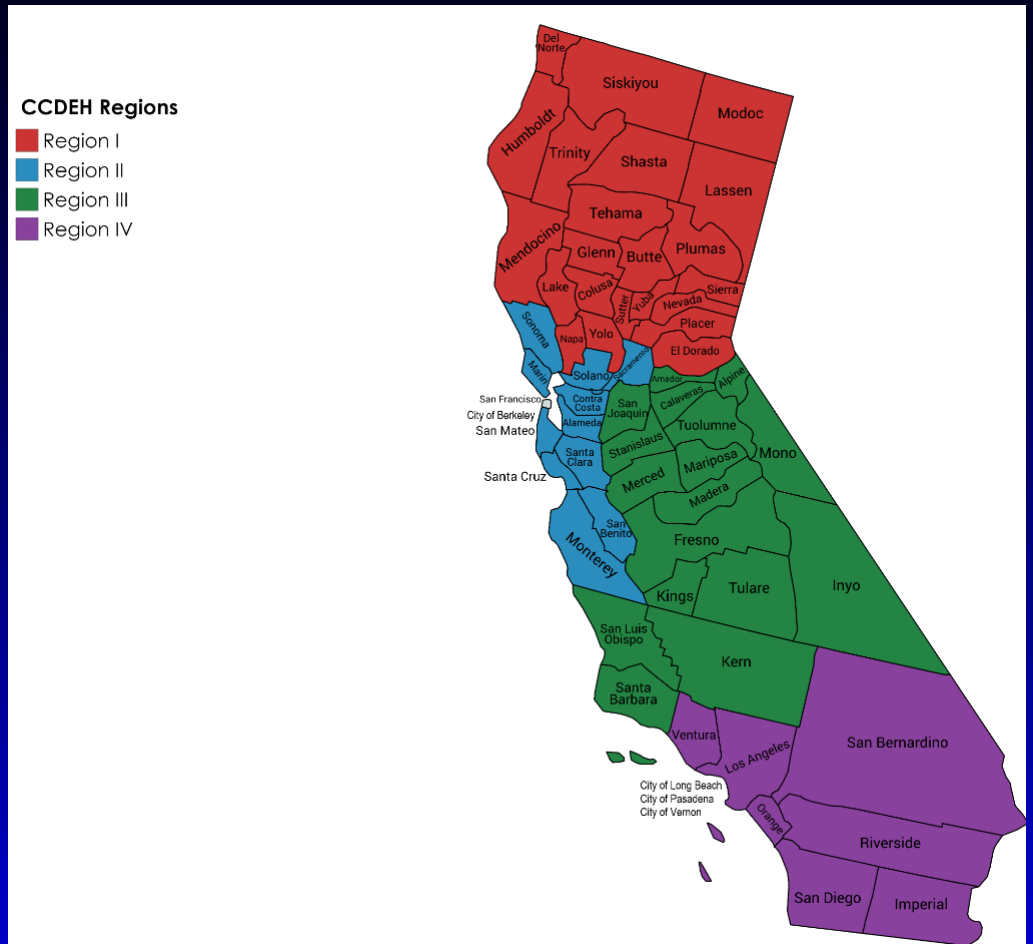 CCDEH Regions
Region I
Region II
Region III
Region IV
Del
Norte
Siskiyou
Modoc
Humboldt
Trinity
Shasta
Lassen
Tehama
Mendocino
Glenn
Butte
Plumas
Lake
Colusa
Sutter
Yuba
Sierra
Nevada
Placer
Napa
Yolo
El Dorado
Sonoma
Marin
Solano
Sacramento
Amador
Alpine
San Francisco
City of Berkeley
San Mateo
Contra
Costa
Alameda
San
Joaquin
Calaveras
Tuolumne
Mono
Santa
Clara
Stanislaus
Santa Cruz
Merced
Mariposa
Madera
San
Benito
Monterey
Fresno
Kings
Tulare
Inyo
San Luis
Obispo
Kern
Santa
Barbara
Ventura
Los Angeles
San Bernardino
City of Long Beach
City of Pasadena
City of Vernon
Orange
Riverside
San Diego
Imperial